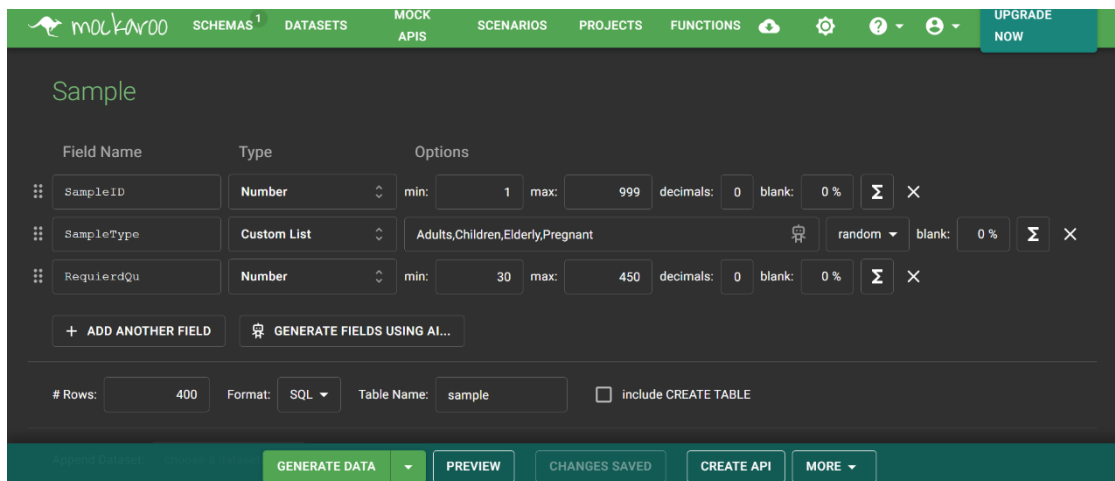 mockaroo SCHEMAS 1 DATASETS MOCK APIS SCENARIOS PROJECTS FUNCTIONS ? UPGRADE NOW
Sample
Field Name Type Options
SampleID Number min: 1 max: 999 decimals: 0 blank: 0 % Σ
SampleType Custom List Adults,Children,Elderly,Pregnant random blank: 0 % Σ
RequierdQu Number min: 30 max: 450 decimals: 0 blank: 0 % Σ
+ ADD ANOTHER FIELD GENERATE FIELDS USING AI...
# Rows: 400 Format: SQL Table Name: sample include CREATE TABLE
Append Dataset:
GENERATE DATA PREVIEW CHANGES SAVED CREATE API MORE